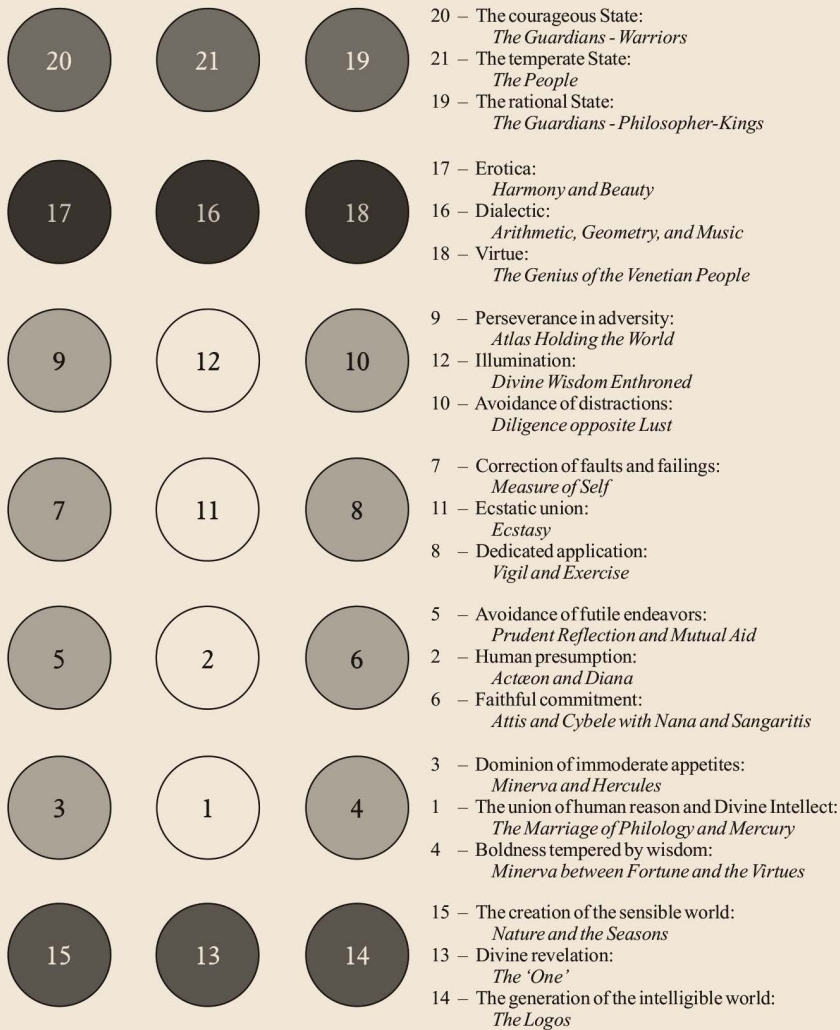 20 21 19
20 – The courageous State:
The Guardians - Warriors
21 – The temperate State:
The People
19 – The rational State:
The Guardians - Philosopher-Kings
17 16 18
17 – Erotica:
Harmony and Beauty
16 – Dialectic:
Arithmetic, Geometry, and Music
18 – Virtue:
The Genius of the Venetian People
9 12 10
9 – Perseverance in adversity:
Atlas Holding the World
12 – Illumination:
Divine Wisdom Enthroned
10 – Avoidance of distractions:
Diligence opposite Lust
7 11 8
7 – Correction of faults and failings:
Measure of Self
11 – Ecstatic union:
Ecstasy
8 – Dedicated application:
Vigil and Exercise
5 2 6
5 – Avoidance of futile endeavors:
Prudent Reflection and Mutual Aid
2 – Human presumption:
Actæon and Diana
6 – Faithful commitment:
Attis and Cybele with Nana and Sangaritis
3 1 4
3 – Dominion of immoderate appetites:
Minerva and Hercules
1 – The union of human reason and Divine Intellect:
The Marriage of Philology and Mercury
4 – Boldness tempered by wisdom:
Minerva between Fortune and the Virtues
15 13 14
15 – The creation of the sensible world:
Nature and the Seasons
13 – Divine revelation:
The ‘One’
14 – The generation of the intelligible world:
The Logos